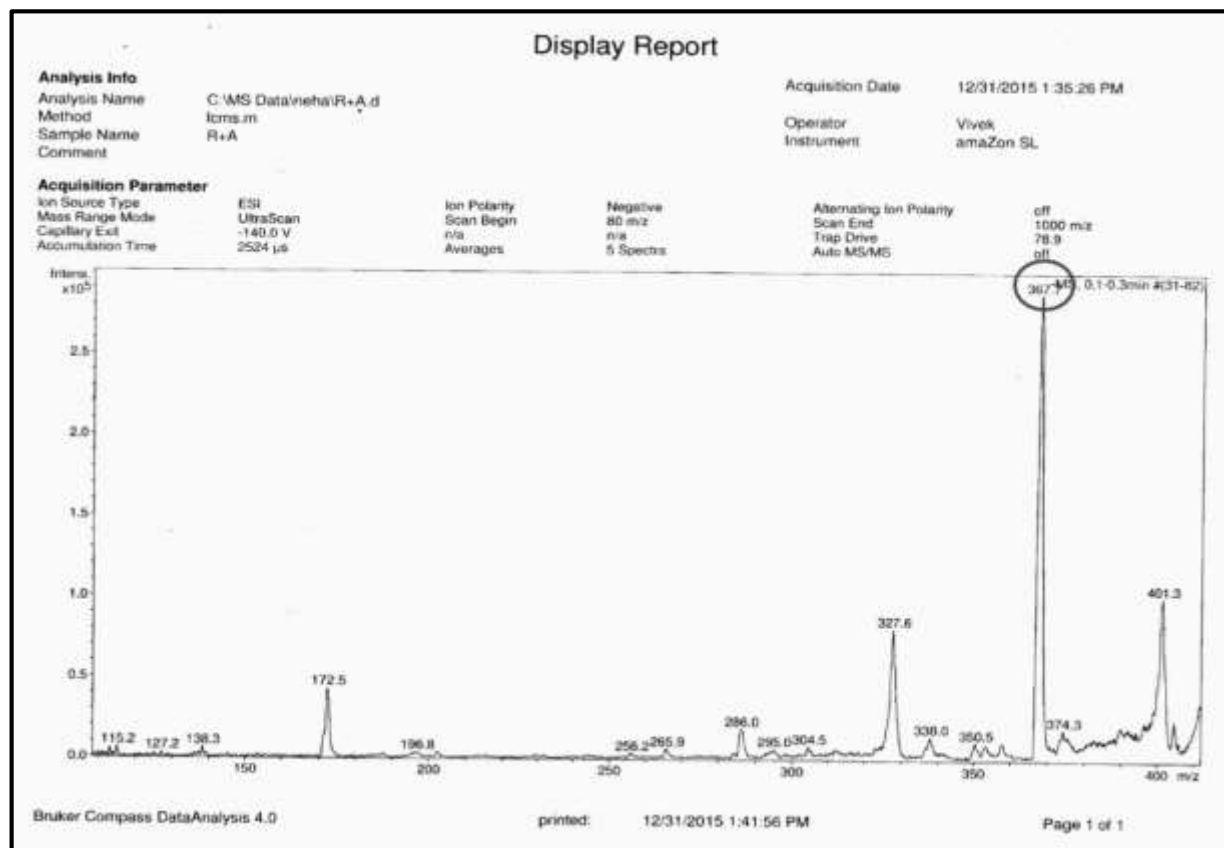 Display Report
Analysis Info
Analysis Name C:\MS Data\neha\R+A.d
Method lcms.m
Sample Name R+A
Comment
Acquisition Date 12/31/2015 1:35:26 PM
Operator Vivek
Instrument amaZon SL
Acquisition Parameter
Ion Source Type ESI Ion Polarity Negative Alternating Ion Polarity off
Mass Range Mode UltraScan Scan Begin 80 m/z Scan End 1000 m/z
Capillary Exit -140.0 V n/a n/a Trap Drive 78.9
Accumulation Time 2524 µs Averages 5 Spectra Auto MS/MS off
Intens.
x10⁵
-MS, 0.1-0.3min #(31-82)
2.5
2.0
1.5
1.0
0.5
0.0
115.2
127.2
138.3
172.5
196.8
256.2
265.9
286.0
295.0
304.5
327.6
338.0
350.5
374.3
401.3
150 200 250 300 350 400 m/z
Bruker Compass DataAnalysis 4.0 printed: 12/31/2015 1:41:56 PM Page 1 of 1